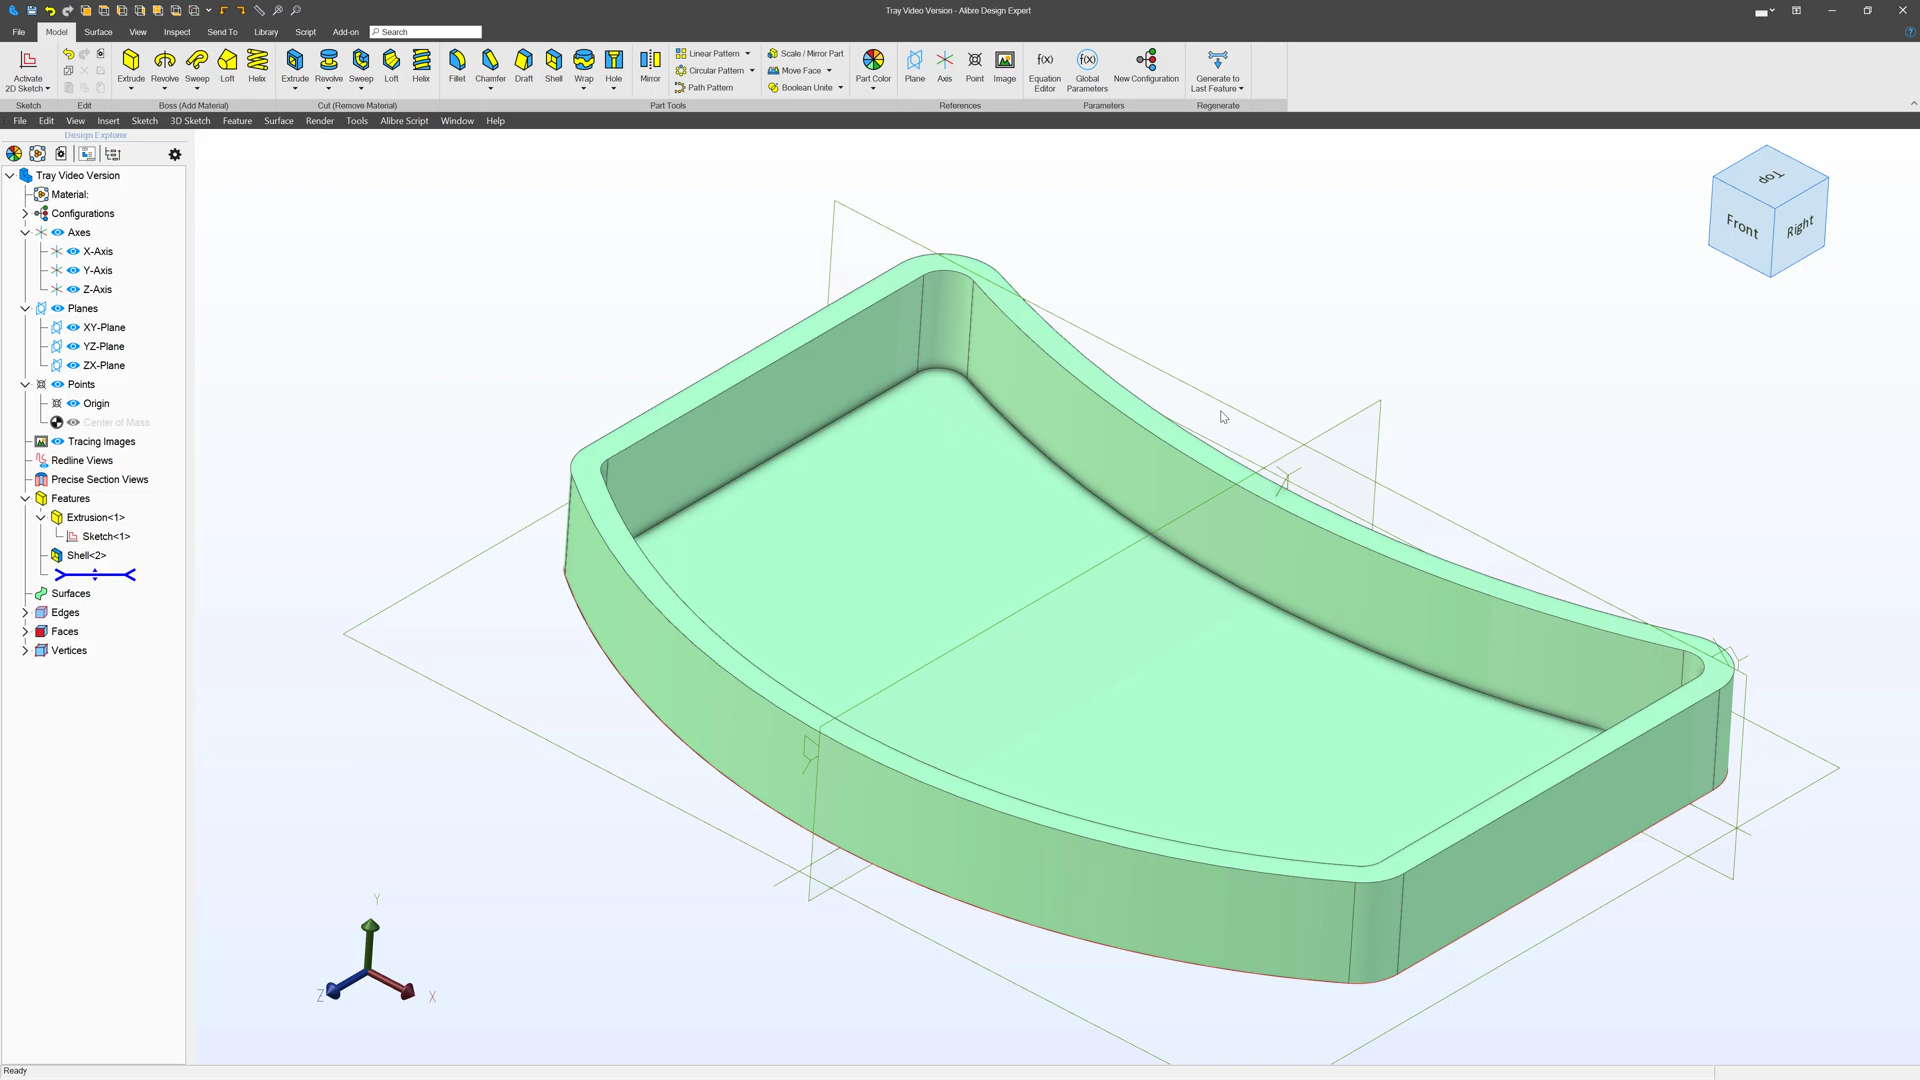 Tray Video Version - Alibre Design Expert
File Model Surface View Inspect Send To Library Script Add-on Search
Activate 2D Sketch
Extrude Revolve Sweep Loft Helix
Extrude Revolve Sweep Loft Helix
Fillet Chamfer Draft Shell Wrap Hole Mirror
Linear Pattern
Circular Pattern
Path Pattern
Scale / Mirror Part
Move Face
Boolean Unite
Part Color
Plane Axis Point Image
Equation Editor
Global Parameters
New Configuration
Generate to Last Feature
f(x) f(x)
Sketch Edit Boss (Add Material) Cut (Remove Material) Part Tools References Parameters Regenerate
File Edit View Insert Sketch 3D Sketch Feature Surface Render Tools Alibre Script Window Help
Design Explorer
Tray Video Version
Material:
Configurations
Axes
X-Axis
Y-Axis
Z-Axis
Planes
XY-Plane
YZ-Plane
ZX-Plane
Points
Origin
Center of Mass
Tracing Images
Redline Views
Precise Section Views
Features
Extrusion<1>
Sketch<1>
Shell<2>
Surfaces
Edges
Faces
Vertices
Top
Front Right
Y
Z X
Ready